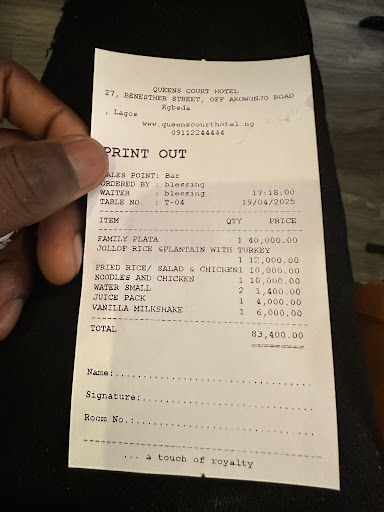 QUEENS COURT HOTEL
27, BENESTHER STREET, OFF AKOWONJO ROAD
Egbeda
, Lagos
www.queenscourthotel.ng
09112244444
PRINT OUT
SALES POINT: Bar
ORDERED BY : blessing
WAITER : blessing 17:18:00
TABLE NO. : T-04 19/04/2025
ITEM QTY PRICE
FAMILY PLATA 1 40,000.00
JOLLOF RICE &PLANTAIN WITH TURKEY
1 12,000.00
FRIED RICE/ SALAD & CHICKEN1 10,000.00
NOODLES AND CHICKEN 1 10,000.00
WATER SMALL 2 1,400.00
JUICE PACK 1 4,000.00
VANILLA MILKSHAKE 1 6,000.00
TOTAL 83,400.00
Name:..................................
Signature:..............................
Room No.:..............................
... a touch of royalty